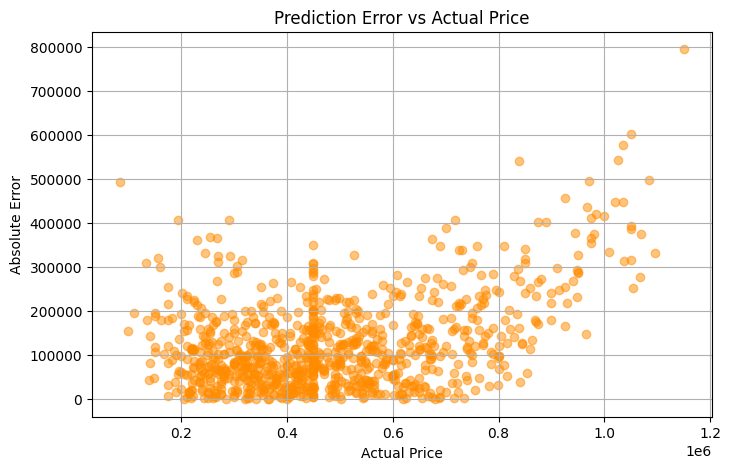 Prediction Error vs Actual Price
800000
700000
600000
500000
400000
300000
200000
100000
0
Absolute Error
0.2 0.4 0.6 0.8 1.0 1.2
1e6
Actual Price